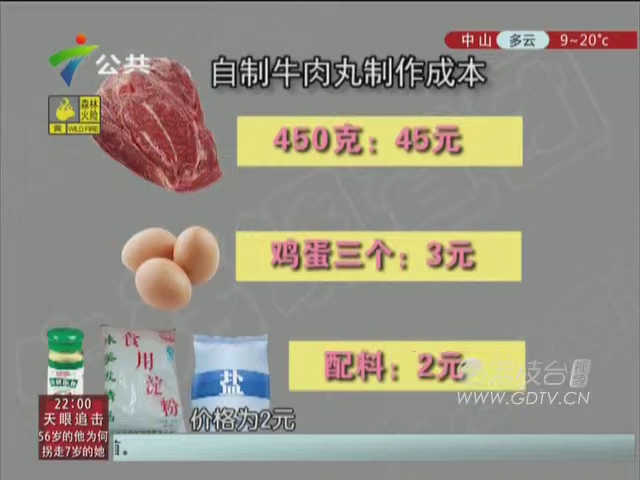 公共
中山 多云 9~20℃
自制牛肉丸制作成本
森林
火险
黄 WILD FIRE
450克：45元
鸡蛋三个：3元
配料：2元
食用淀粉
盐
技台
WWW.GDTV.CN
价格为2元
22:00
天眼追击
56岁的他为何
拐走7岁的她